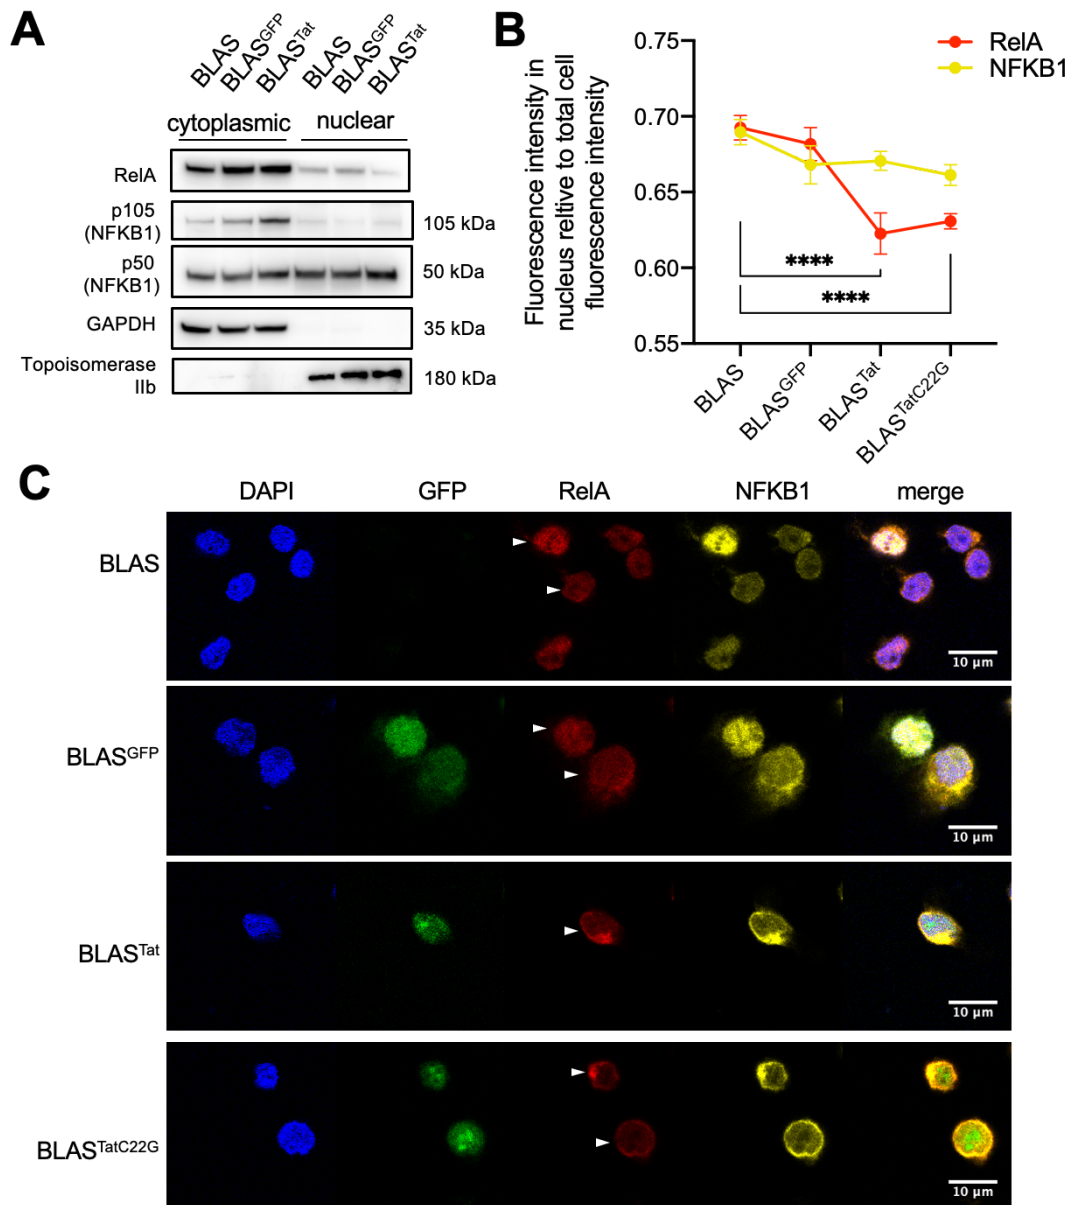 A
BLAS
BLASGFP
BLASTat
BLAS
BLASGFP
BLASTat
cytoplasmic
nuclear
RelA
p105
(NFKB1)
105 kDa
p50
(NFKB1)
50 kDa
GAPDH
35 kDa
Topoisomerase
IIb
180 kDa
B
Fluorescence intensity in
nucleus reltive to total cell
fluorescence intensity
0.75
0.70
0.65
0.60
0.55
RelA
NFKB1
****
****
BLAS
BLASGFP
BLASTat
BLASTatC22G
C
DAPI
GFP
RelA
NFKB1
merge
BLAS
10 µm
BLASGFP
10 µm
BLASTat
10 µm
BLASTatC22G
10 µm